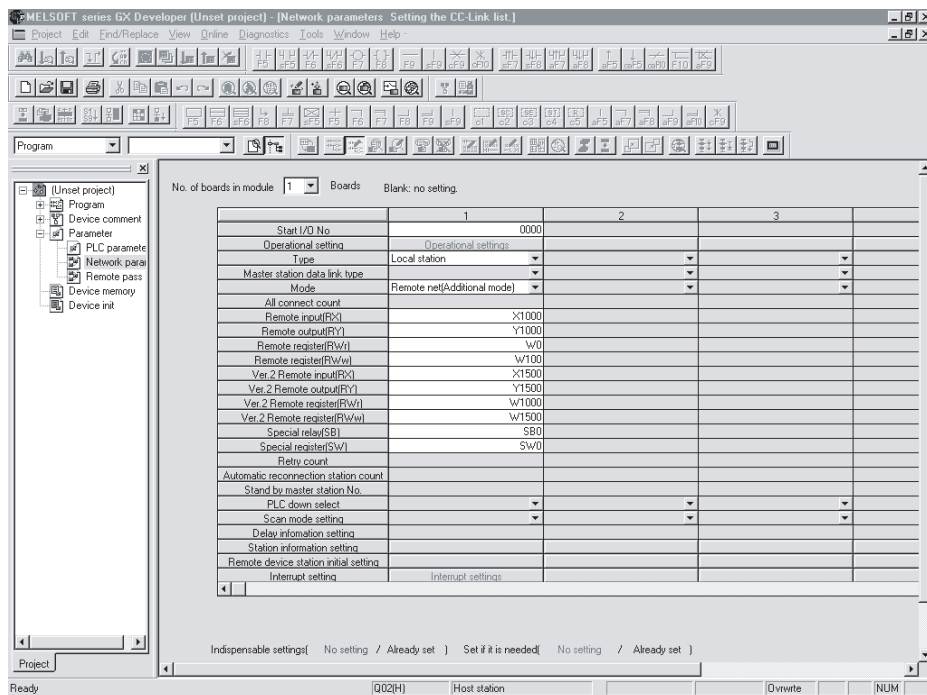 MELSOFT series GX Developer (Unset project) - [Network parameters Setting the CC-Link list.]
Project Edit Find/Replace View Online Diagnostics Tools Window Help
Program
No. of boards in module 1 Boards Blank: no setting.
(Unset project)
Program
Device comment
Parameter
PLC paramete
Network parai
Remote pass
Device memory
Device init
1 2 3
Start I/O No 0000
Operational setting Operational settings
Type Local station
Master station data link type
Mode Remote net(Additional mode)
All connect count
Remote input(RX) X1000
Remote output(RY) Y1000
Remote register(RWr) W0
Remote register(RWw) W100
Ver.2 Remote input(RX) X1500
Ver.2 Remote output(RY) Y1500
Ver.2 Remote register(RWr) W1000
Ver.2 Remote register(RWw) W1500
Special relay(SB) SB0
Special register(SW) SW0
Retry count
Automatic reconnection station count
Stand by master station No.
PLC down select
Scan mode setting
Delay infomation setting
Station information setting
Remote device station initial setting
Interrupt setting Interrupt settings
Indispensable settings( No setting / Already set ) Set if it is needed( No setting / Already set )
Project
Ready Q02(H) Host station Ovrwrte NUM